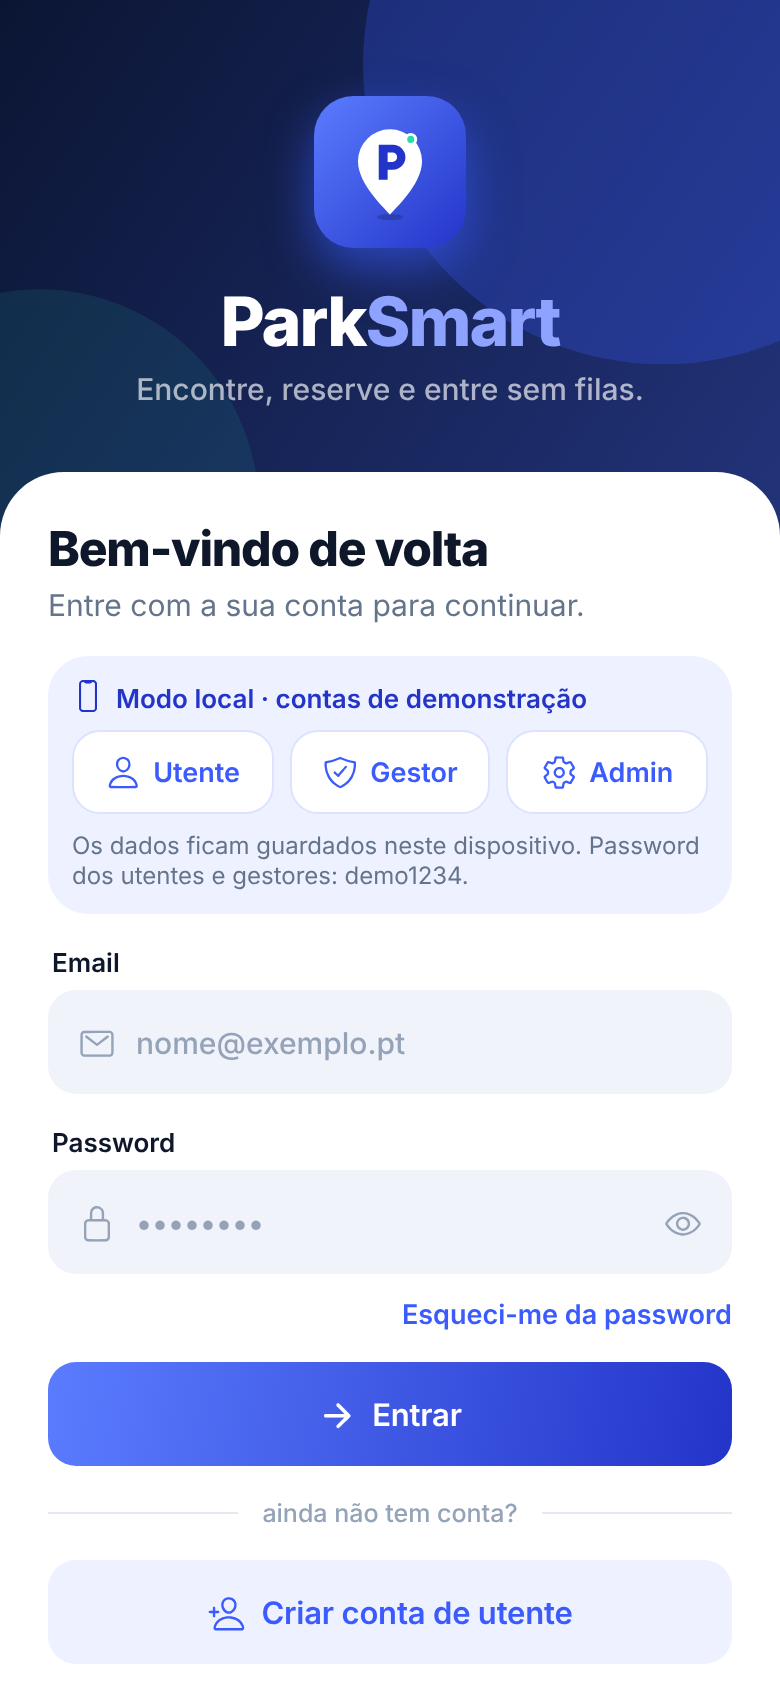 P
ParkSmart
Encontre, reserve e entre sem filas.
Bem-vindo de volta
Entre com a sua conta para continuar.
Modo local · contas de demonstração
Utente
Gestor
Admin
Os dados ficam guardados neste dispositivo. Password
dos utentes e gestores: demo1234.
Email
nome@exemplo.pt
Password
••••••••
Esqueci-me da password
Entrar
ainda não tem conta?
Criar conta de utente